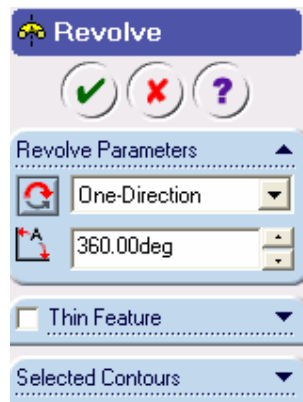 Revolve
?
Revolve Parameters
One-Direction
A
360.00deg
Thin Feature
Selected Contours